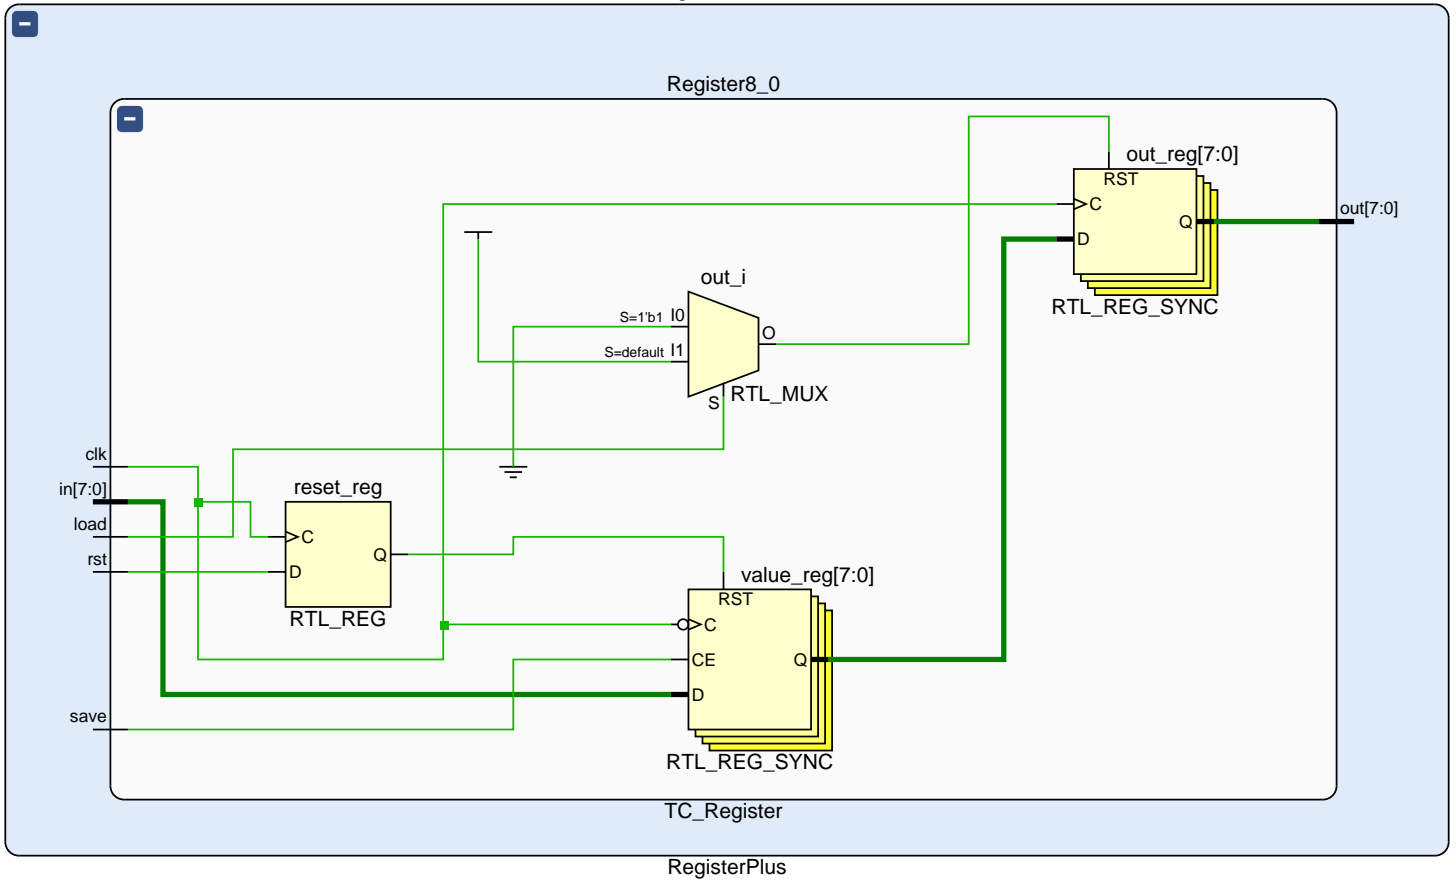 Register8_0
out_reg[7:0]
RST
C
D
Q
out[7:0]
RTL_REG_SYNC
out_i
S=1'b1 I0
S=default I1
O
S
RTL_MUX
clk
in[7:0]
load
rst
reset_reg
C
Q
D
RTL_REG
value_reg[7:0]
RST
C
CE
Q
D
save
RTL_REG_SYNC
TC_Register
RegisterPlus